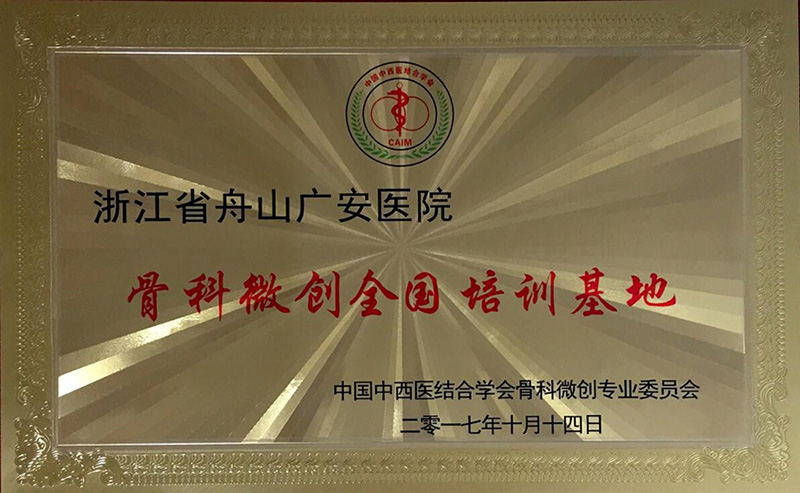 中国中西医结合学会
CAIM
浙江省舟山广安医院
骨科微创全国培训基地
中国中西医结合学会骨科微创专业委员会
二零一七年十月十四日